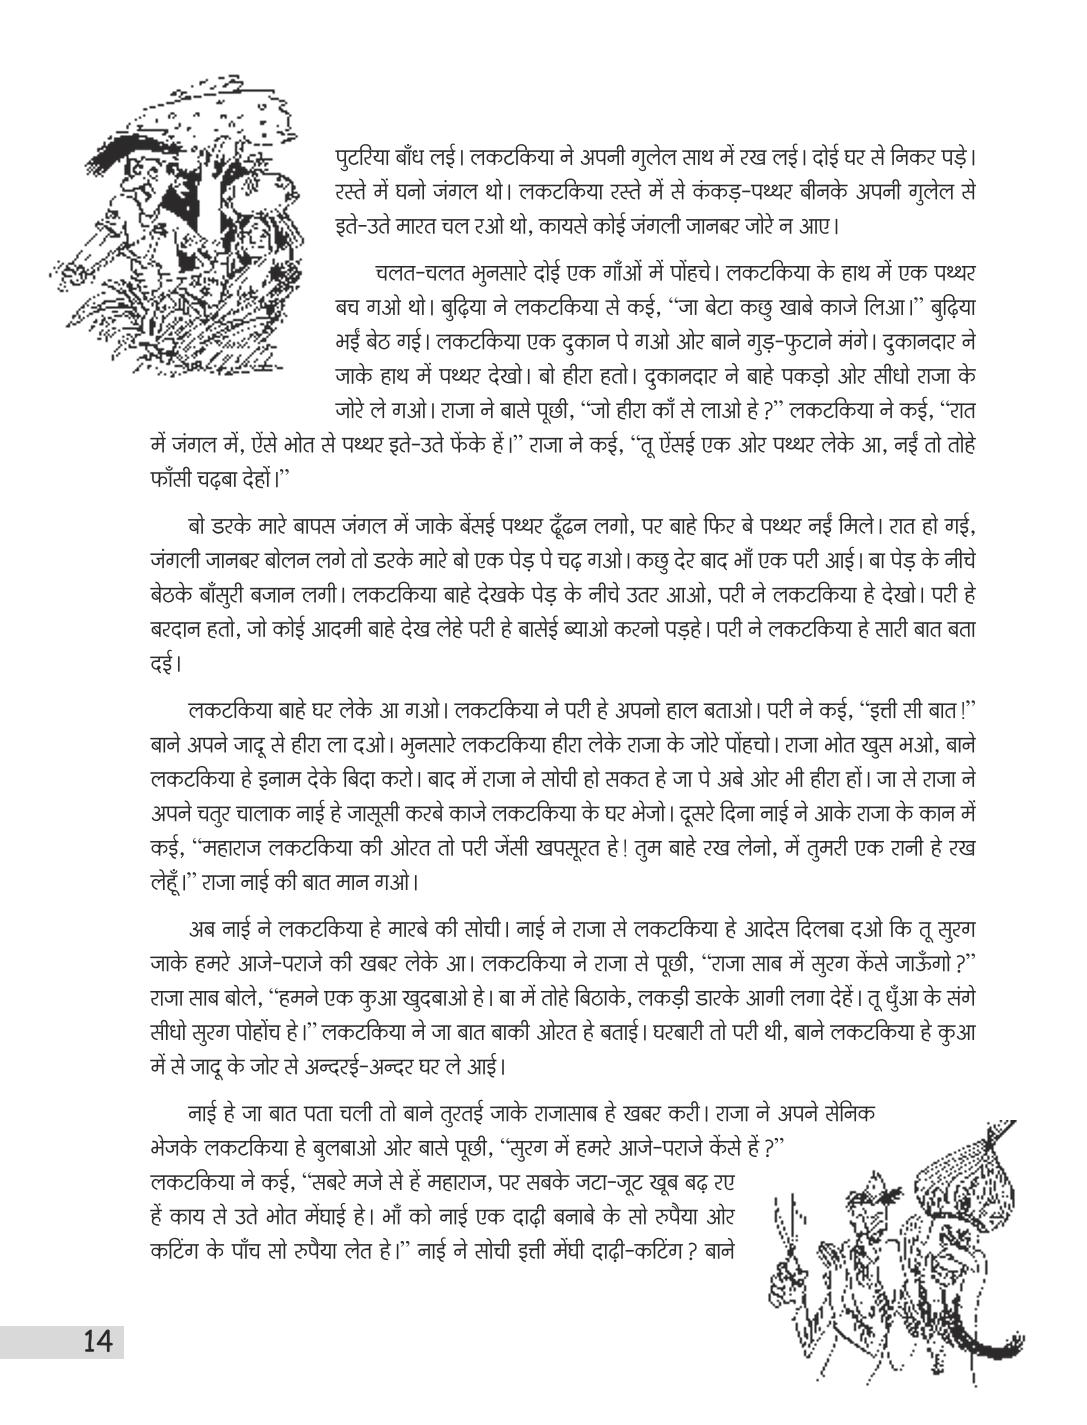 पुटरिया बाँध लई। लकटकिया ने अपनी गुलेल साथ में रख लई। दोई घर से निकर पड़े।
रस्ते में घनो जंगल थो। लकटकिया रस्ते में से कंकड़-पथ्थर बीनके अपनी गुलेल से
इते-उते मारत चल रओ थो, कायसे कोई जंगली जानबर जोरे न आए।
चलत-चलत भुनसारे दोई एक गाँओं में पोंहचे। लकटकिया के हाथ में एक पथ्थर
बच गओ थो। बुढ़िया ने लकटकिया से कई, “जा बेटा कछु खाबे काजे लिआ।” बुढ़िया
भईं बेठ गई। लकटकिया एक दुकान पे गओ ओर बाने गुड़-फुटाने मंगे। दुकानदार ने
जाके हाथ में पथ्थर देखो। बो हीरा हतो। दुकानदार ने बाहे पकड़ो ओर सीधो राजा के
जोरे ले गओ। राजा ने बासे पूछी, “जो हीरा काँ से लाओ हे ?” लकटकिया ने कई, “रात
में जंगल में, ऐंसे भोत से पथ्थर इते-उते फेंके हें।” राजा ने कई, “तू ऐंसई एक ओर पथ्थर लेके आ, नईं तो तोहे
फाँसी चढ़बा देहों।”
बो डरके मारे बापस जंगल में जाके बेंसई पथ्थर ढूँढन लगो, पर बाहे फिर बे पथ्थर नईं मिले। रात हो गई,
जंगली जानबर बोलन लगे तो डरके मारे बो एक पेड़ पे चढ़ गओ। कछु देर बाद भाँ एक परी आई। बा पेड़ के नीचे
बेठके बाँसुरी बजान लगी। लकटकिया बाहे देखके पेड़ के नीचे उतर आओ, परी ने लकटकिया हे देखो। परी हे
बरदान हतो, जो कोई आदमी बाहे देख लेहे परी हे बासेई ब्याओ करनो पड़हे। परी ने लकटकिया हे सारी बात बता
दई।
लकटकिया बाहे घर लेके आ गओ। लकटकिया ने परी हे अपनो हाल बताओ। परी ने कई, “इत्ती सी बात !”
बाने अपने जादू से हीरा ला दओ। भुनसारे लकटकिया हीरा लेके राजा के जोरे पोंहचो। राजा भोत खुस भओ, बाने
लकटकिया हे इनाम देके बिदा करो। बाद में राजा ने सोची हो सकत हे जा पे अबे ओर भी हीरा हों। जा से राजा ने
अपने चतुर चालाक नाई हे जासूसी करबे काजे लकटकिया के घर भेजो। दूसरे दिना नाई ने आके राजा के कान में
कई, “महाराज लकटकिया की ओरत तो परी जेंसी खपसूरत हे ! तुम बाहे रख लेनो, में तुमरी एक रानी हे रख
लेहूँ।” राजा नाई की बात मान गओ।
अब नाई ने लकटकिया हे मारबे की सोची। नाई ने राजा से लकटकिया हे आदेस दिलबा दओ कि तू सुरग
जाके हमरे आजे-पराजे की खबर लेके आ। लकटकिया ने राजा से पूछी, “राजा साब में सुरग केंसे जाऊँगो ?”
राजा साब बोले, “हमने एक कुआ खुदबाओ हे। बा में तोहे बिठाके, लकड़ी डारके आगी लगा देहें। तू धुँआ के संगे
सीधो सुरग पोहोंच हे।” लकटकिया ने जा बात बाकी ओरत हे बताई। घरबारी तो परी थी, बाने लकटकिया हे कुआ
में से जादू के जोर से अन्दरई-अन्दर घर ले आई।
नाई हे जा बात पता चली तो बाने तुरतई जाके राजासाब हे खबर करी। राजा ने अपने सेनिक
भेजके लकटकिया हे बुलबाओ ओर बासे पूछी, “सुरग में हमरे आजे-पराजे केंसे हें ?”
लकटकिया ने कई, “सबरे मजे से हें महाराज, पर सबके जटा-जूट खूब बढ़ रए
हें काय से उते भोत मेंघाई हे। भाँ को नाई एक दाढ़ी बनाबे के सो रुपैया ओर
कटिंग के पाँच सो रुपैया लेत हे।” नाई ने सोची इत्ती मेंघी दाढ़ी-कटिंग ? बाने
14